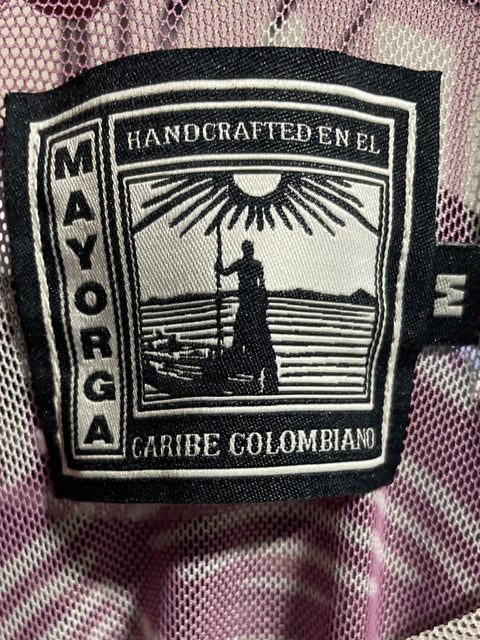 MAYORGA
HANDCRAFTED EN EL
CARIBE COLOMBIANO
M